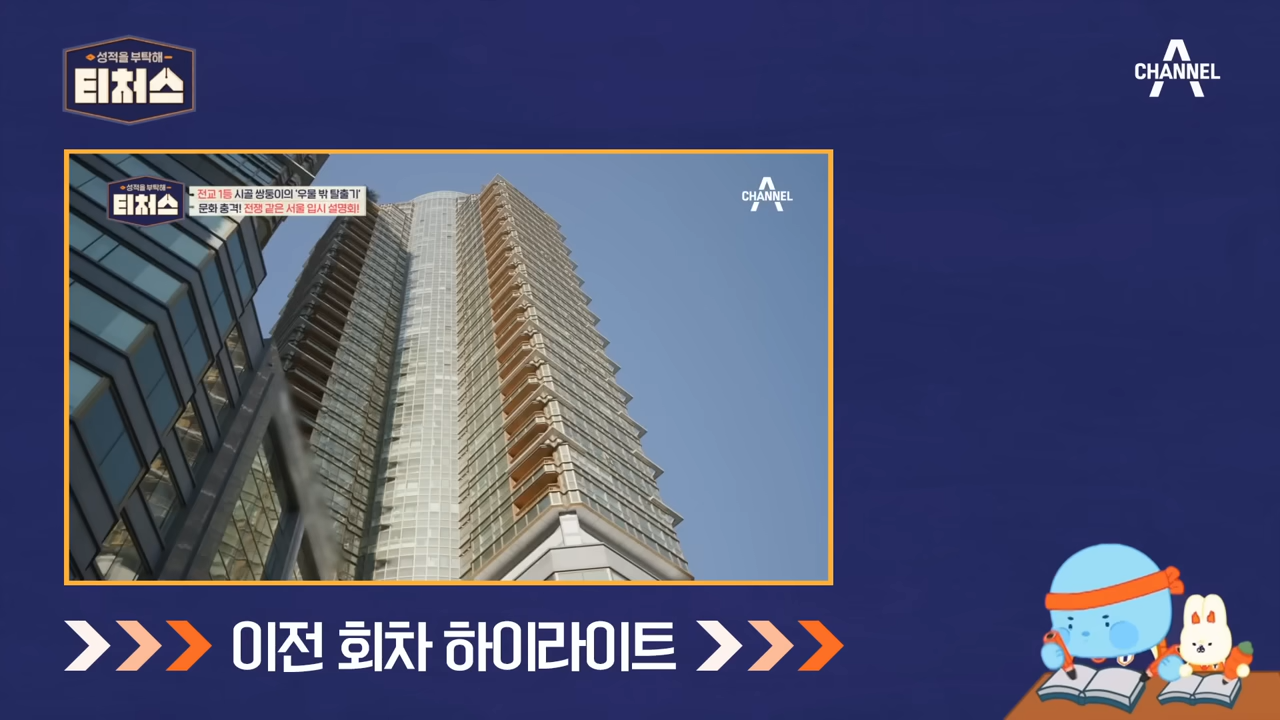 성적을 부탁해
티처스
CHANNEL A
성적을 부탁해
티처스
전교 1등 시골 쌍둥이의 '우물 밖 탈출기'
문화 충격! 전쟁 같은 서울 입시 설명회!
CHANNEL A
이전 회차 하이라이트